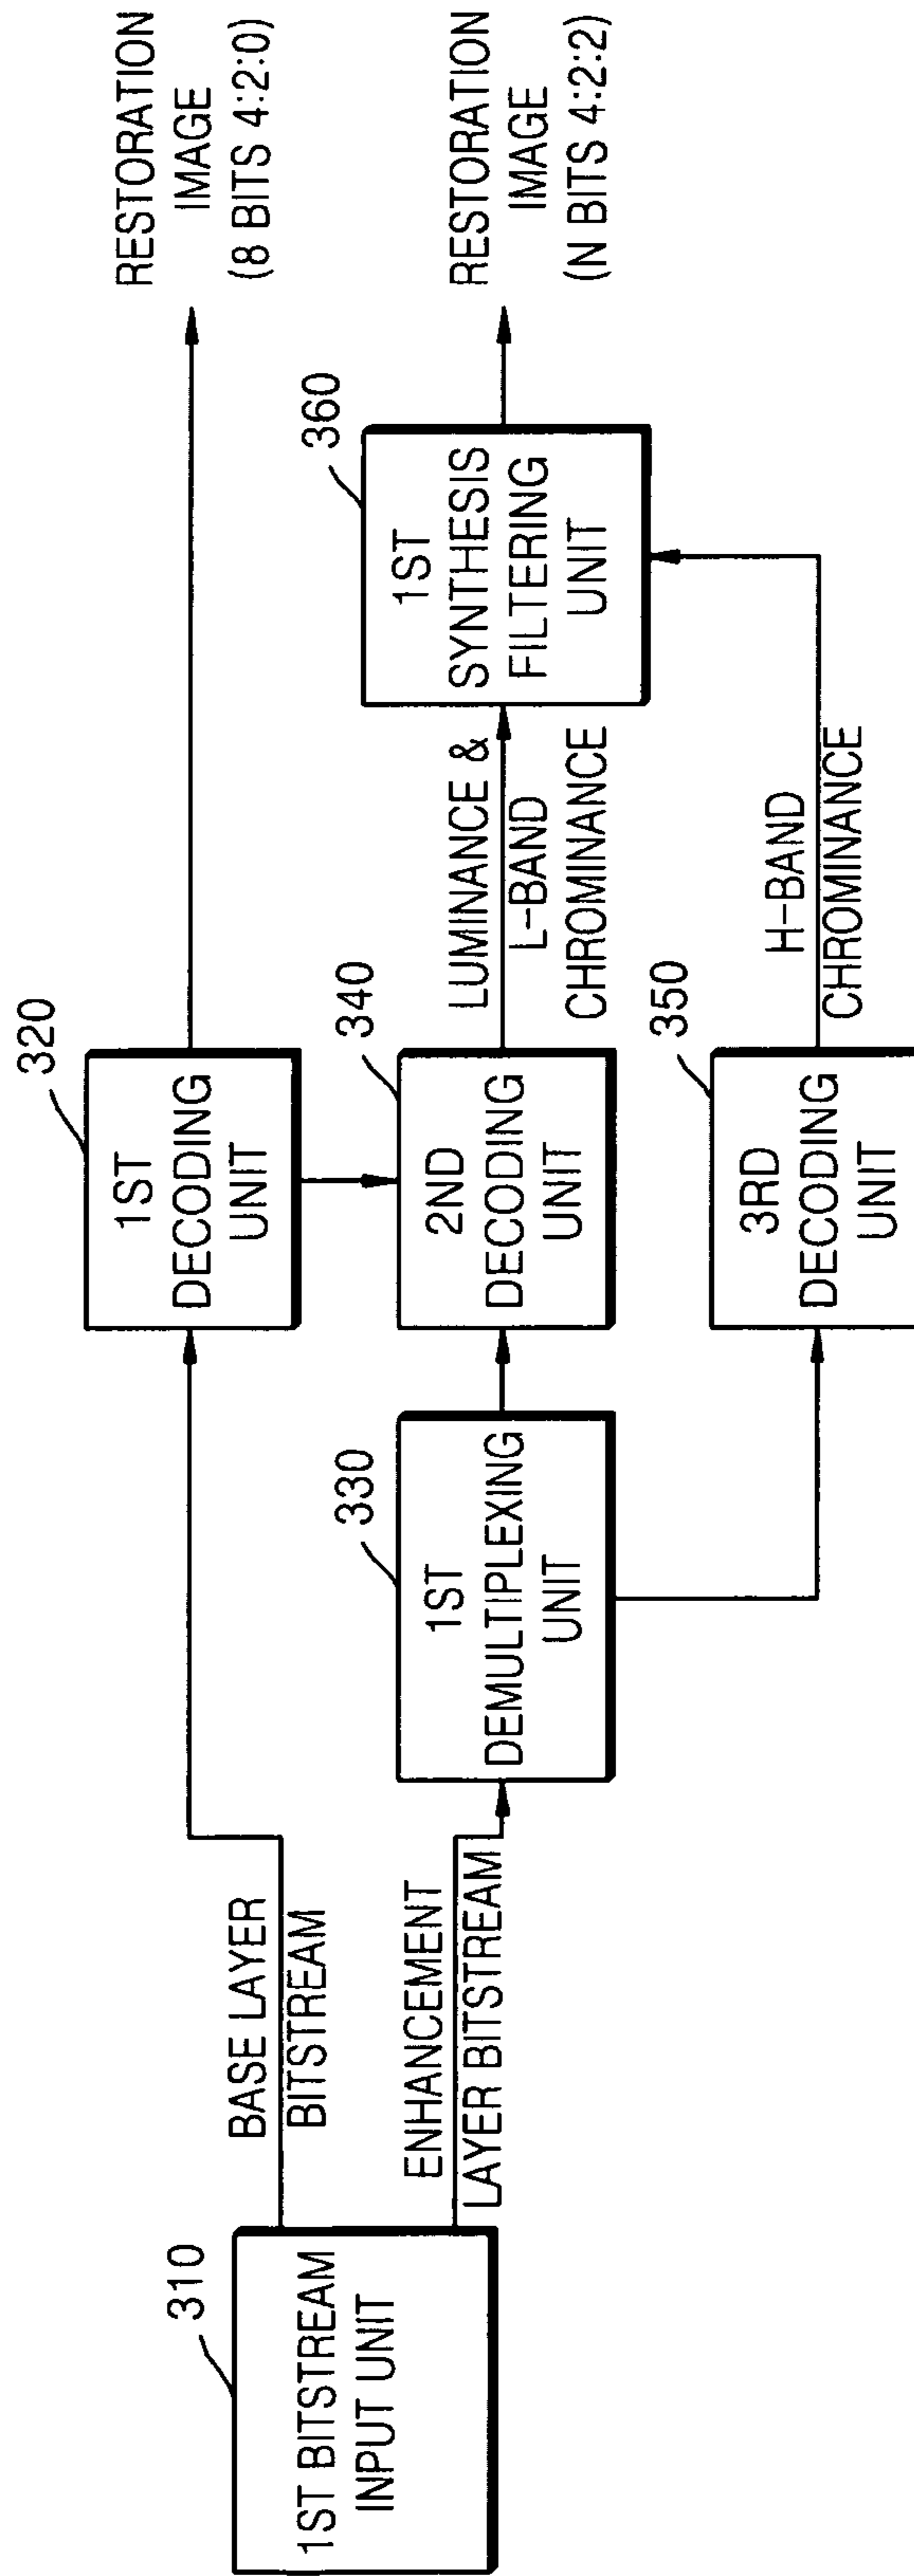 310
1ST BITSTREAM
INPUT UNIT
BASE LAYER
BITSTREAM
ENHANCEMENT
LAYER BITSTREAM
320
1ST
DECODING
UNIT
330
1ST
DEMULTIPLEXING
UNIT
340
2ND
DECODING
UNIT
350
3RD
DECODING
UNIT
LUMINANCE &
L-BAND
CHROMINANCE
H-BAND
CHROMINANCE
360
1ST
SYNTHESIS
FILTERING
UNIT
RESTORATION
IMAGE
(8 BITS 4:2:0)
RESTORATION
IMAGE
(N BITS 4:2:2)